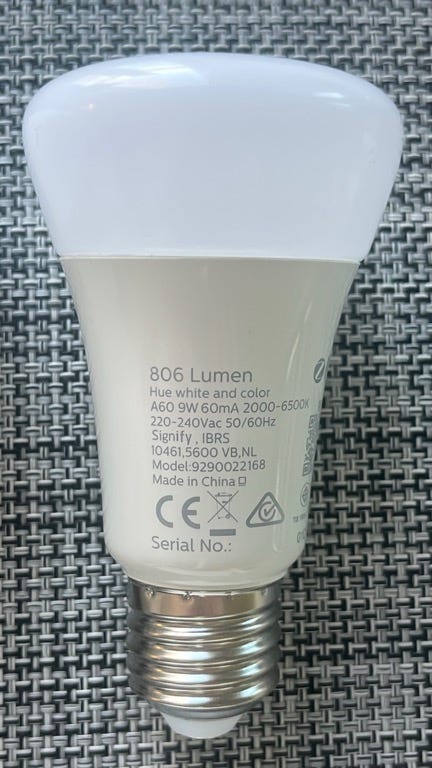 806 Lumen
Hue white and color
A60 9W 60mA 2000-6500K
220-240Vac 50/60Hz
Signify, IBRS
10461,5600 VB,NL
Model:9290022168
Made in China
CE
Serial No.: